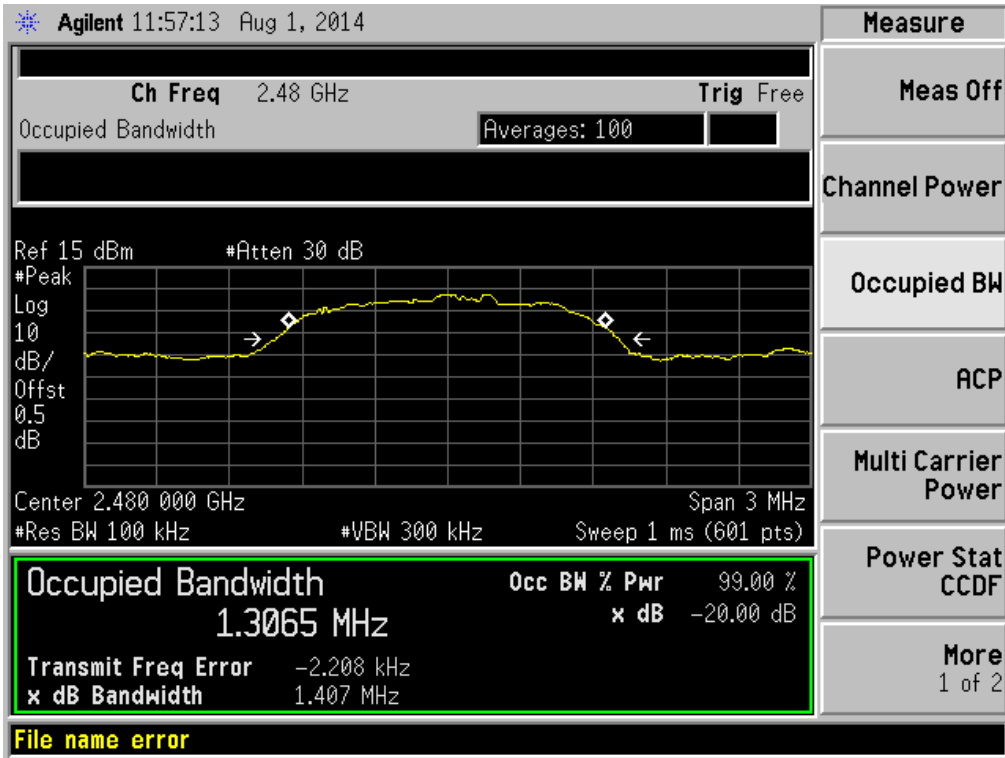 Agilent 11:57:13 Aug 1, 2014
Measure
Ch Freq 2.48 GHz Trig Free
Occupied Bandwidth Averages: 100
Ref 15 dBm #Atten 30 dB
#Peak
Log
10
dB/
Offst
0.5
dB
Center 2.480 000 GHz Span 3 MHz
#Res BW 100 kHz #VBW 300 kHz Sweep 1 ms (601 pts)
Occupied Bandwidth
1.3065 MHz
Occ BW % Pwr 99.00 %
x dB -20.00 dB
Transmit Freq Error -2.208 kHz
x dB Bandwidth 1.407 MHz
File name error
Meas Off
Channel Power
Occupied BW
ACP
Multi Carrier
Power
Power Stat
CCDF
More
1 of 2